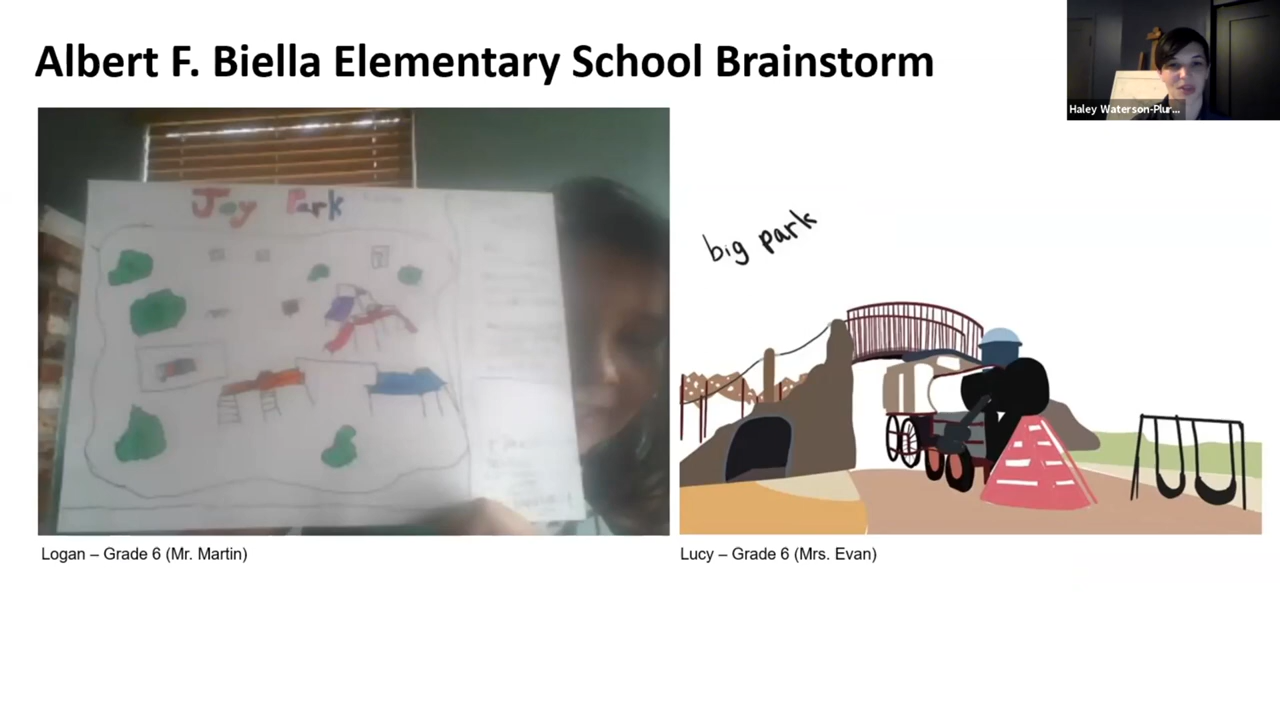 Albert F. Biella Elementary School Brainstorm
Haley Waterson-Plur...
Joy Park
big park
Logan – Grade 6 (Mr. Martin)
Lucy – Grade 6 (Mrs. Evan)